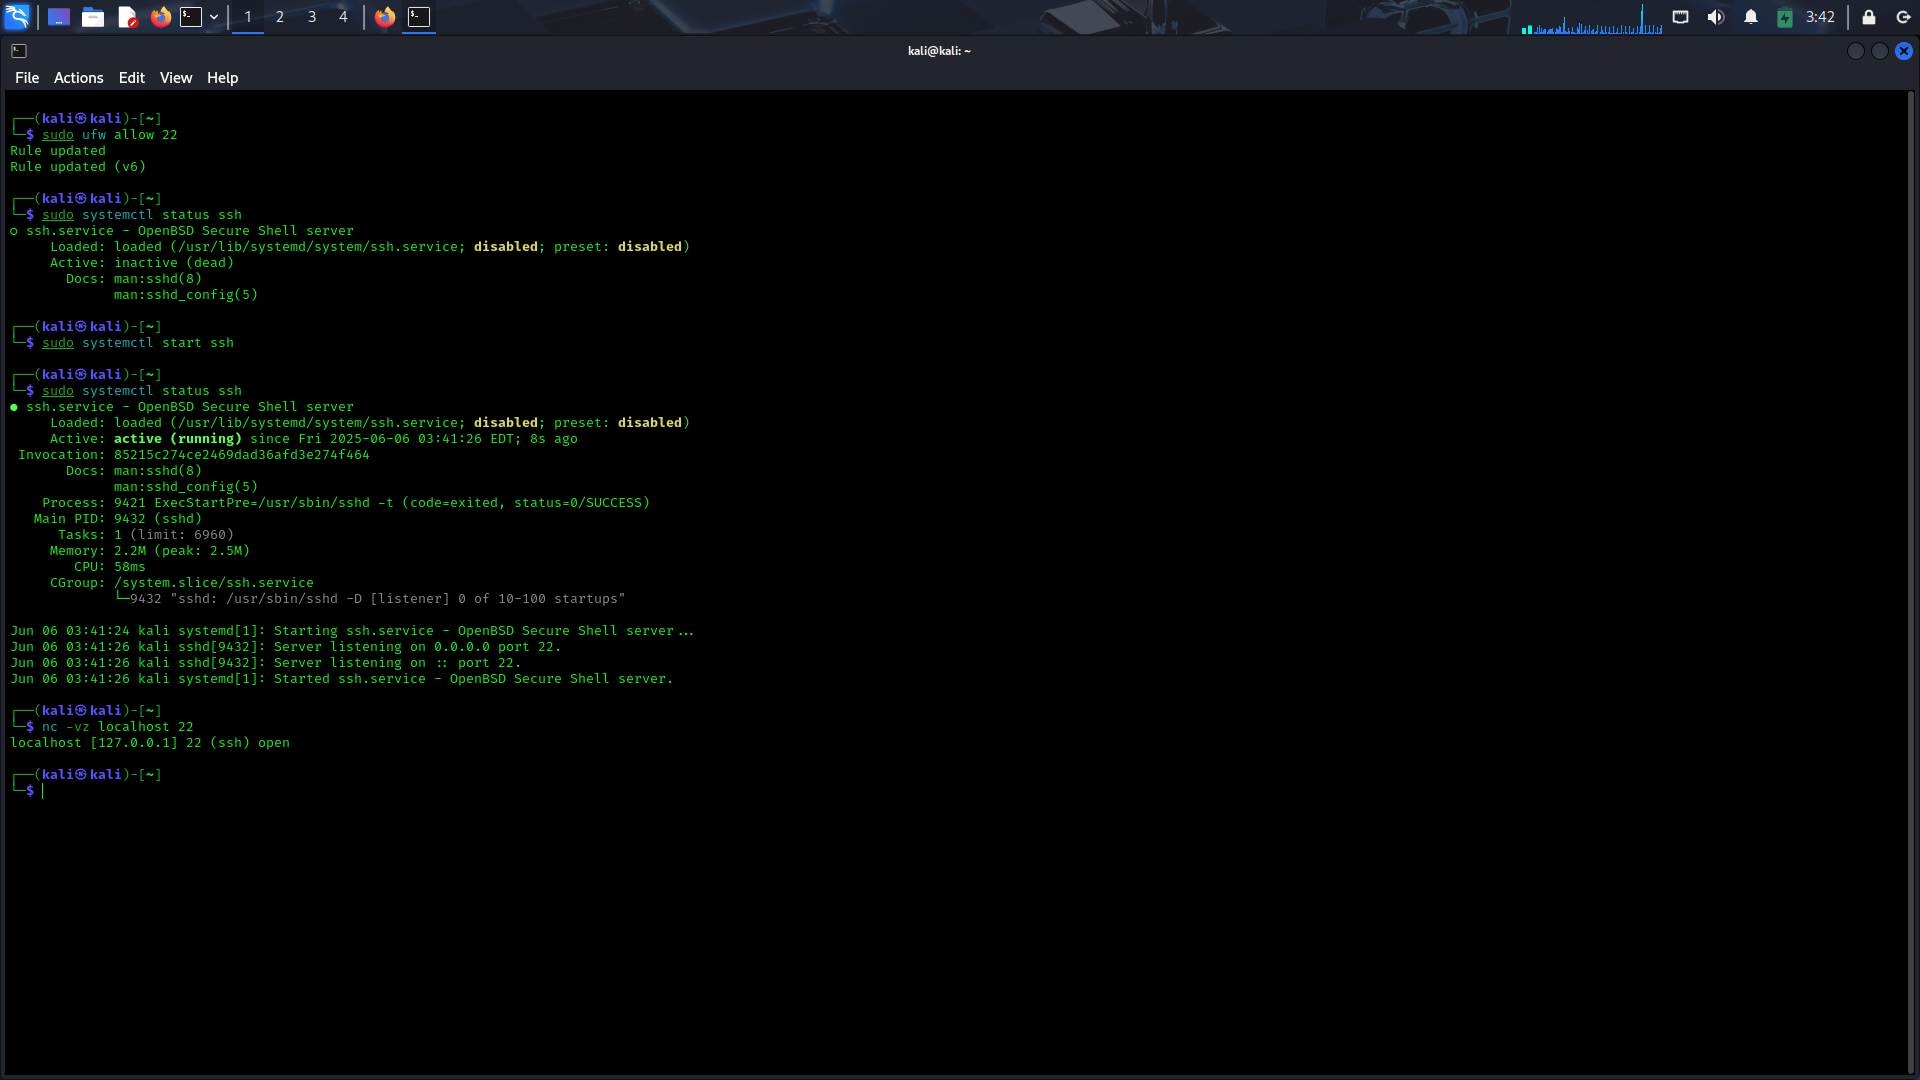 1 2 3 4 3:42
kali@kali: ~
File Actions Edit View Help
┌──(kali㉿kali)-[~]
└─$ sudo ufw allow 22
Rule updated
Rule updated (v6)
┌──(kali㉿kali)-[~]
└─$ sudo systemctl status ssh
○ ssh.service - OpenBSD Secure Shell server
Loaded: loaded (/usr/lib/systemd/system/ssh.service; disabled; preset: disabled)
Active: inactive (dead)
Docs: man:sshd(8)
man:sshd_config(5)
┌──(kali㉿kali)-[~]
└─$ sudo systemctl start ssh
┌──(kali㉿kali)-[~]
└─$ sudo systemctl status ssh
● ssh.service - OpenBSD Secure Shell server
Loaded: loaded (/usr/lib/systemd/system/ssh.service; disabled; preset: disabled)
Active: active (running) since Fri 2025-06-06 03:41:26 EDT; 8s ago
Invocation: 85215c274ce2469dad36afd3e274f464
Docs: man:sshd(8)
man:sshd_config(5)
Process: 9421 ExecStartPre=/usr/sbin/sshd -t (code=exited, status=0/SUCCESS)
Main PID: 9432 (sshd)
Tasks: 1 (limit: 6960)
Memory: 2.2M (peak: 2.5M)
CPU: 58ms
CGroup: /system.slice/ssh.service
└─9432 "sshd: /usr/sbin/sshd -D [listener] 0 of 10-100 startups"
Jun 06 03:41:24 kali systemd[1]: Starting ssh.service - OpenBSD Secure Shell server...
Jun 06 03:41:26 kali sshd[9432]: Server listening on 0.0.0.0 port 22.
Jun 06 03:41:26 kali sshd[9432]: Server listening on :: port 22.
Jun 06 03:41:26 kali systemd[1]: Started ssh.service - OpenBSD Secure Shell server.
┌──(kali㉿kali)-[~]
└─$ nc -vz localhost 22
localhost [127.0.0.1] 22 (ssh) open
┌──(kali㉿kali)-[~]
└─$